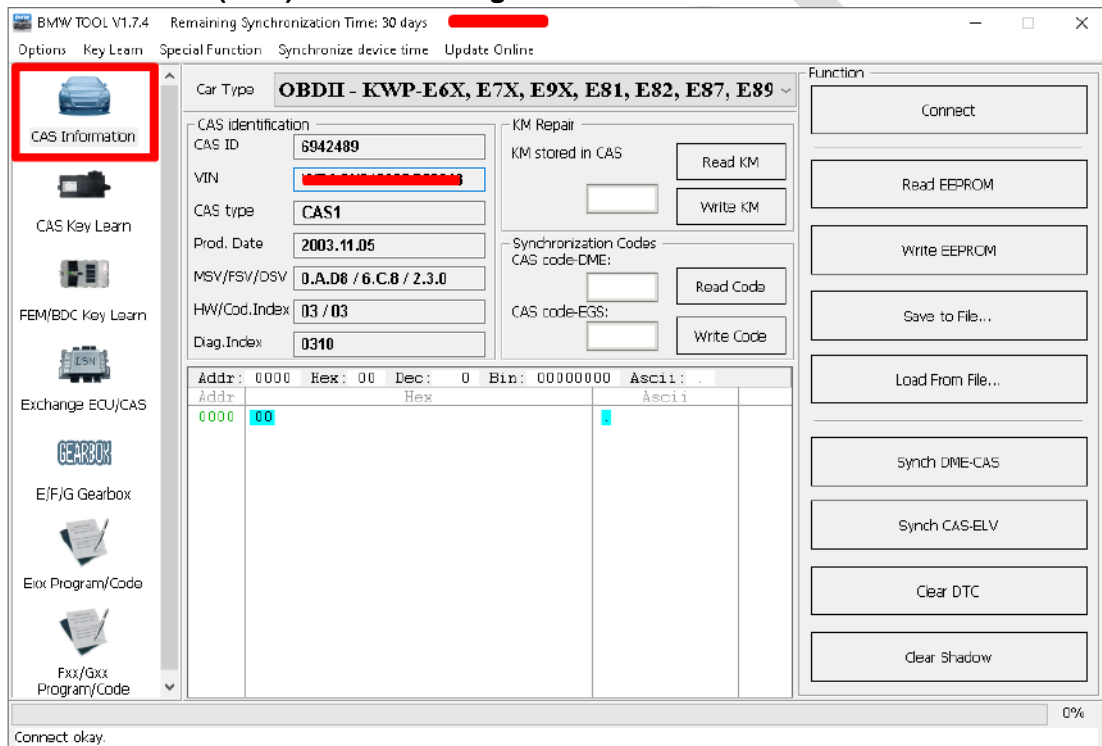 BMW TOOL V1.7.4 Remaining Synchronization Time: 30 days
Options Key Learn Special Function Synchronize device time Update Online
CAS Information
CAS Key Learn
FEM/BDC Key Learn
DSN
Exchange ECU/CAS
GEARBOX
E/F/G Gearbox
Exx Program/Code
Fxx/Gxx
Program/Code
Car Type OBDII - KWP-E6X, E7X, E9X, E81, E82, E87, E89
CAS identification
CAS ID 6942489
VIN
CAS type CAS1
Prod. Date 2003.11.05
MSV/FSV/OSV 0.A.D8 / 6.C.8 / 2.3.0
HW/Cod.Index 03 / 03
Diag.Index 0310
KM Repair
KM stored in CAS
Read KM
Write KM
Synchronization Codes
CAS code-DME:
Read Code
CAS code-EGS:
Write Code
Addr: 0000 Hex: 00 Dec: 0 Bin: 00000000 Ascii: .
Addr Hex Ascii
0000 00 .
Function
Connect
Read EEPROM
Write EEPROM
Save to File...
Load From File...
Synch DME-CAS
Synch CAS-ELV
Clear DTC
Clear Shadow
0%
Connect okay.